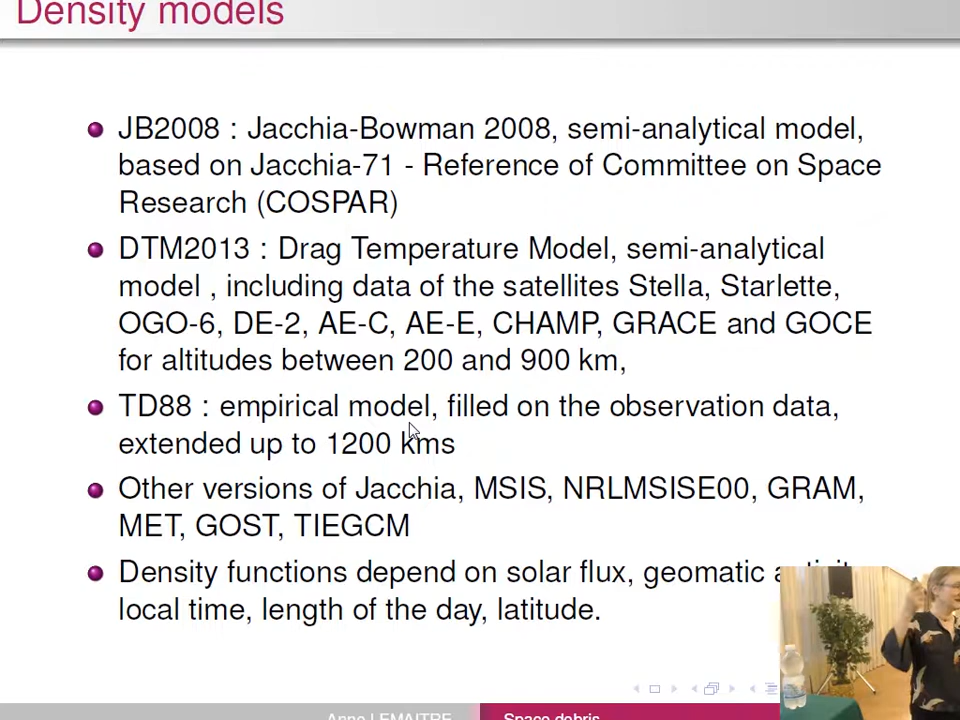 Density models
JB2008 : Jacchia-Bowman 2008, semi-analytical model,
based on Jacchia-71 - Reference of Committee on Space
Research (COSPAR)
DTM2013 : Drag Temperature Model, semi-analytical
model , including data of the satellites Stella, Starlette,
OGO-6, DE-2, AE-C, AE-E, CHAMP, GRACE and GOCE
for altitudes between 200 and 900 km,
TD88 : empirical model, filled on the observation data,
extended up to 1200 kms
Other versions of Jacchia, MSIS, NRLMSISE00, GRAM,
MET, GOST, TIEGCM
Density functions depend on solar flux, geomatic
local time, length of the day, latitude.
Anne LEMAITRE Space debris